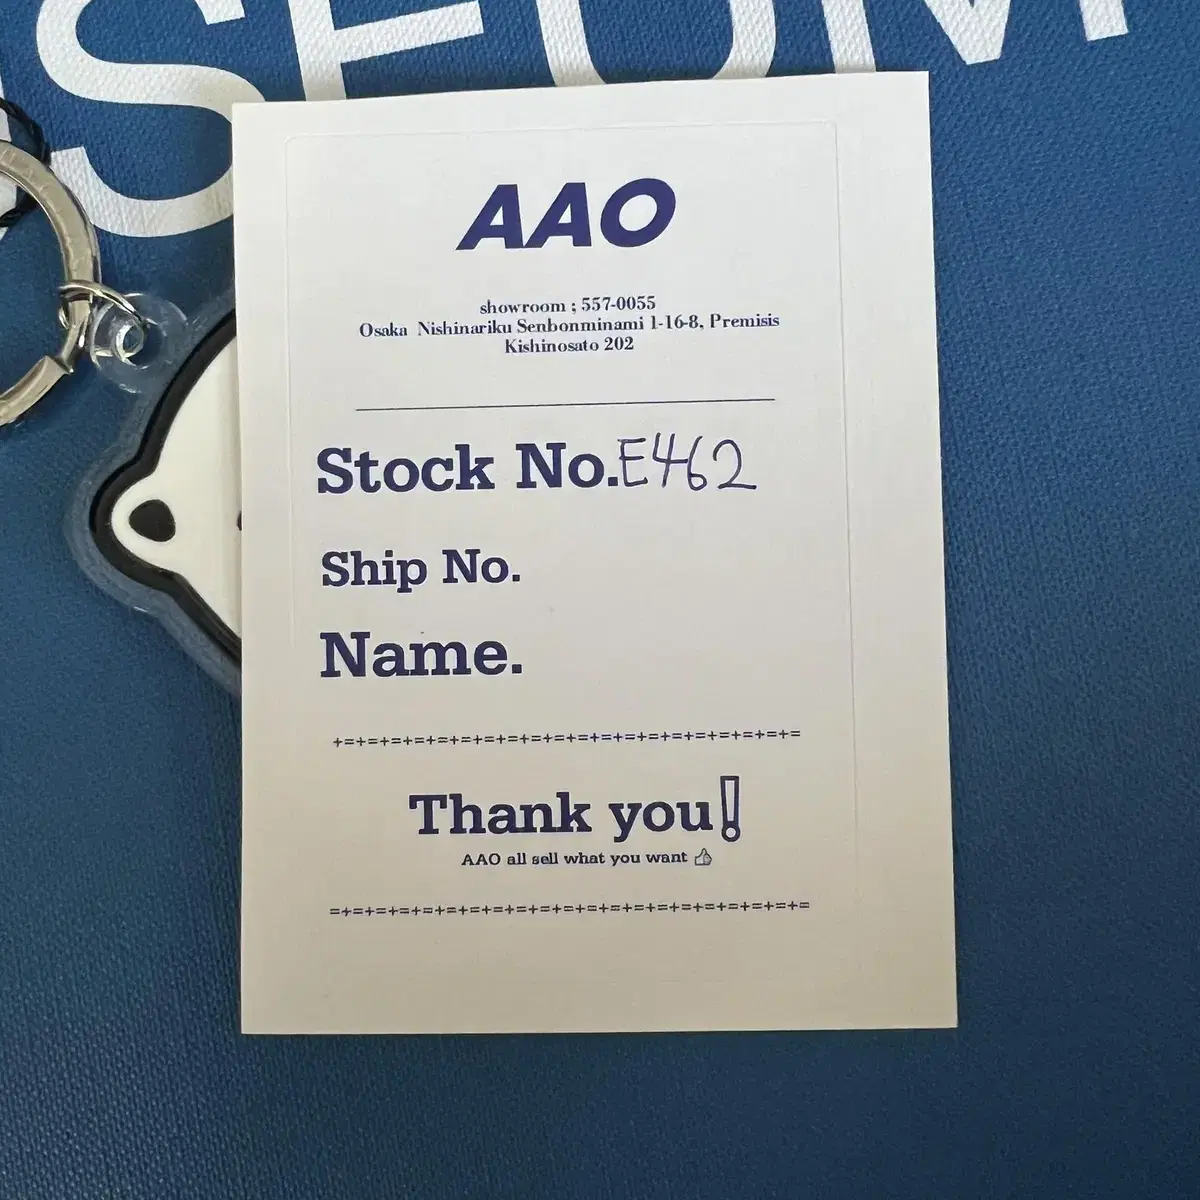 SEUM
AAO
showroom ; 557-0055
Osaka Nishinariku Senbonminami 1-16-8, Premisis
Kishinosato 202
Stock No.E462
Ship No.
Name.
+=+=+=+=+=+=+=+=+=+=+=+=+=+=+=+=+=+=+=+=
Thank you!
AAO all sell what you want 👍
=+=+=+=+=+=+=+=+=+=+=+=+=+=+=+=+=+=+=+=+=